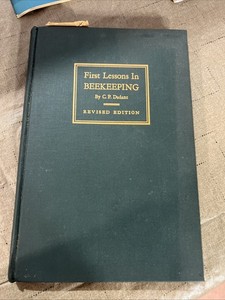 First Lessons In
BEEKEEPING
By C. P. Dadant
REVISED EDITION